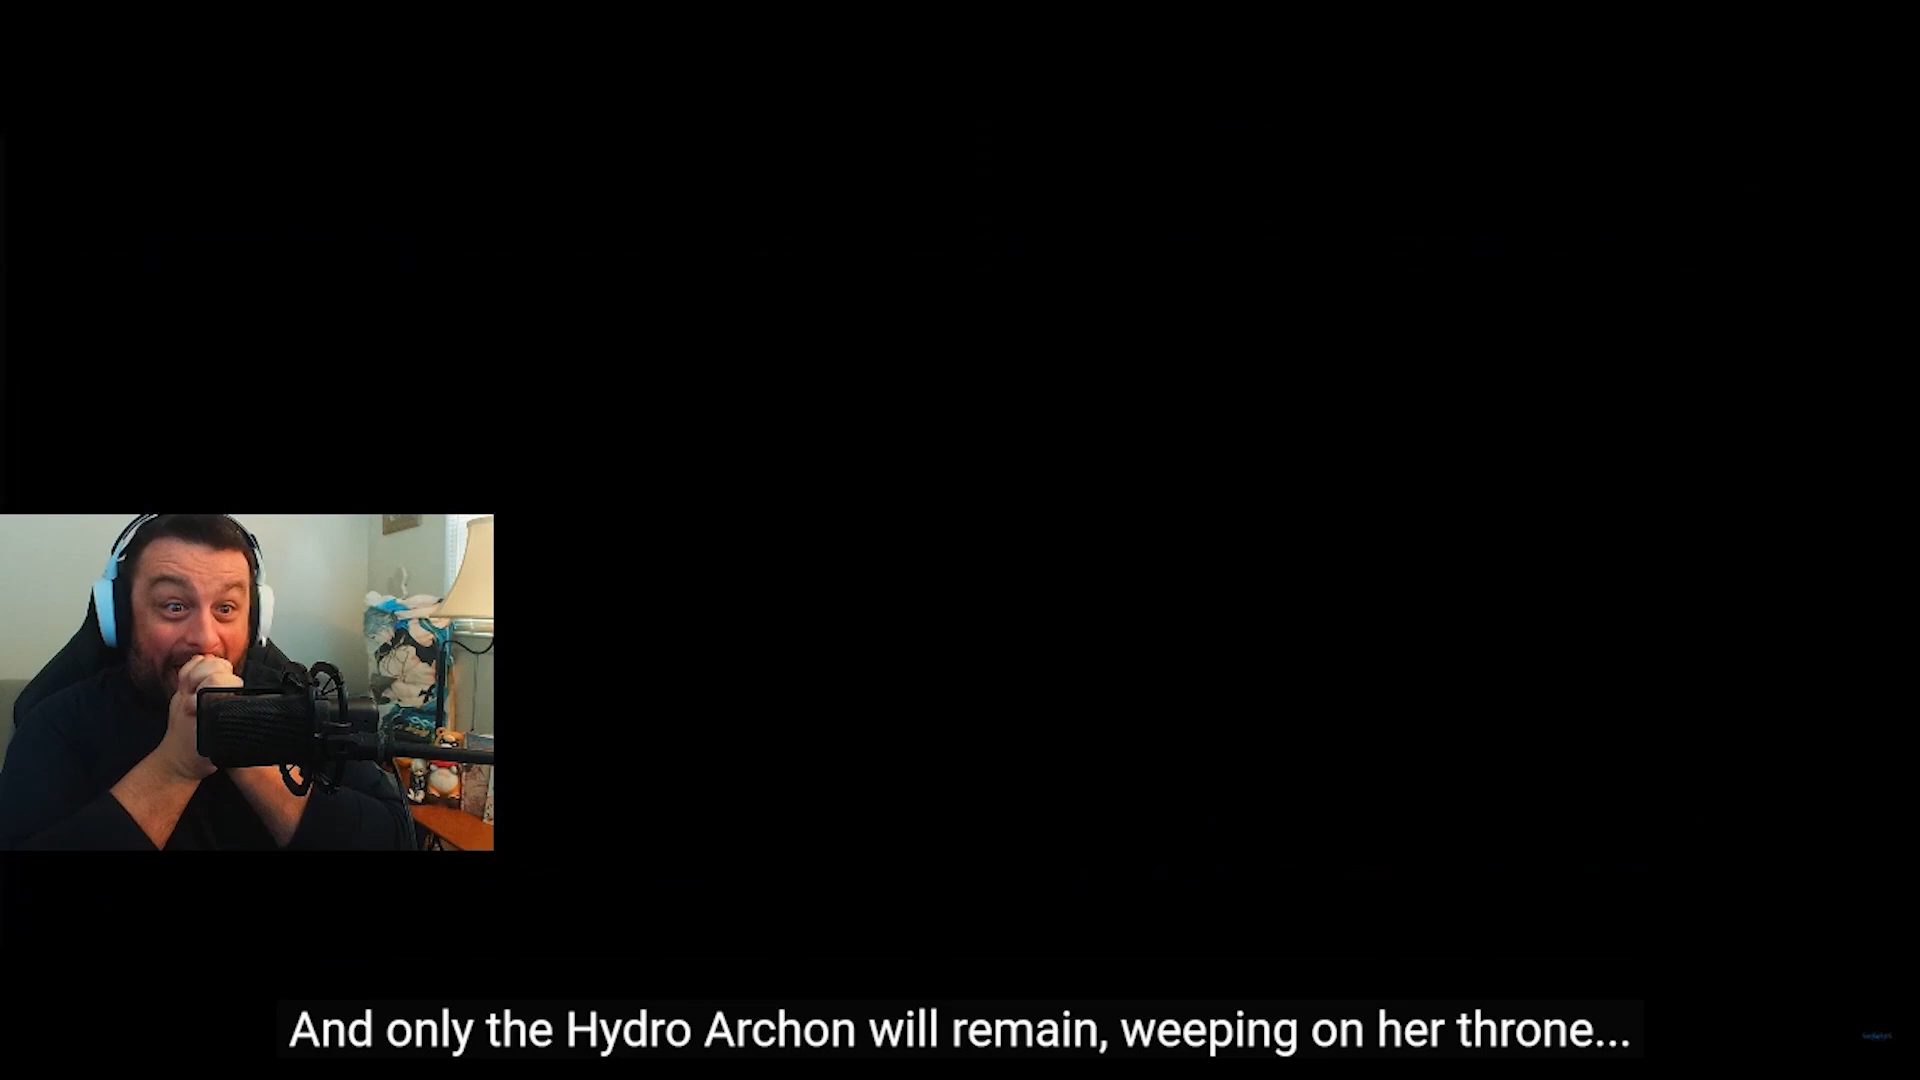 And only the Hydro Archon will remain, weeping on her throne...